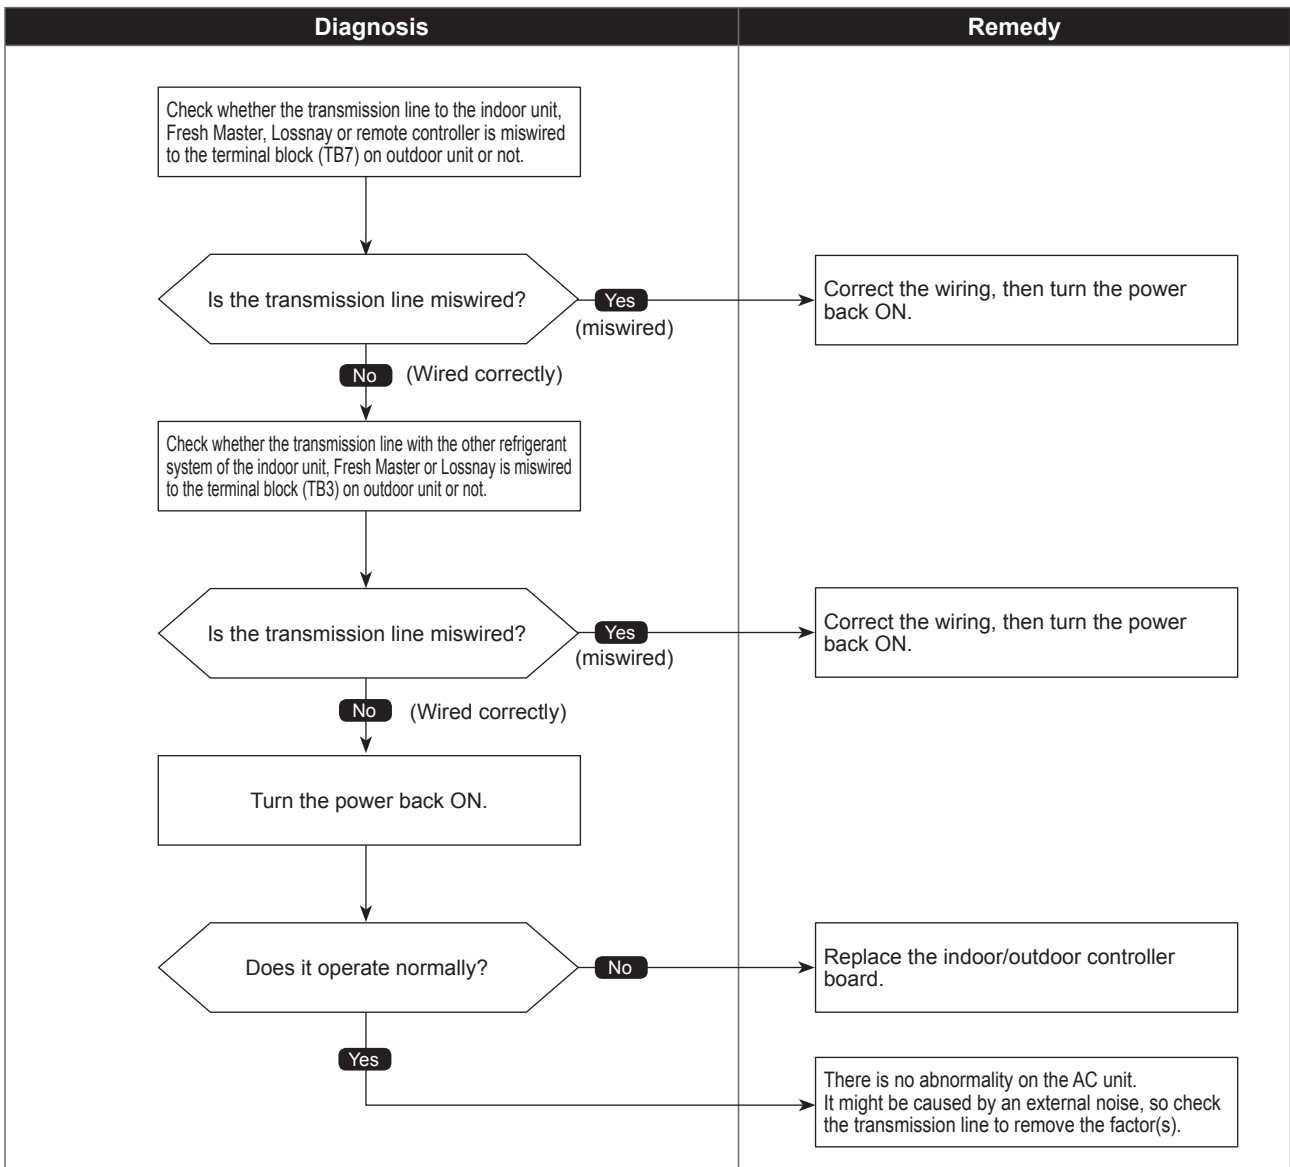 Diagnosis
Remedy
Check whether the transmission line to the indoor unit,
Fresh Master, Lossnay or remote controller is miswired
to the terminal block (TB7) on outdoor unit or not.
Is the transmission line miswired?
Yes
(miswired)
Correct the wiring, then turn the power
back ON.
No (Wired correctly)
Check whether the transmission line with the other refrigerant
system of the indoor unit, Fresh Master or Lossnay is miswired
to the terminal block (TB3) on outdoor unit or not.
Is the transmission line miswired?
Yes
(miswired)
Correct the wiring, then turn the power
back ON.
No (Wired correctly)
Turn the power back ON.
Does it operate normally?
No
Replace the indoor/outdoor controller
board.
Yes
There is no abnormality on the AC unit.
It might be caused by an external noise, so check
the transmission line to remove the factor(s).